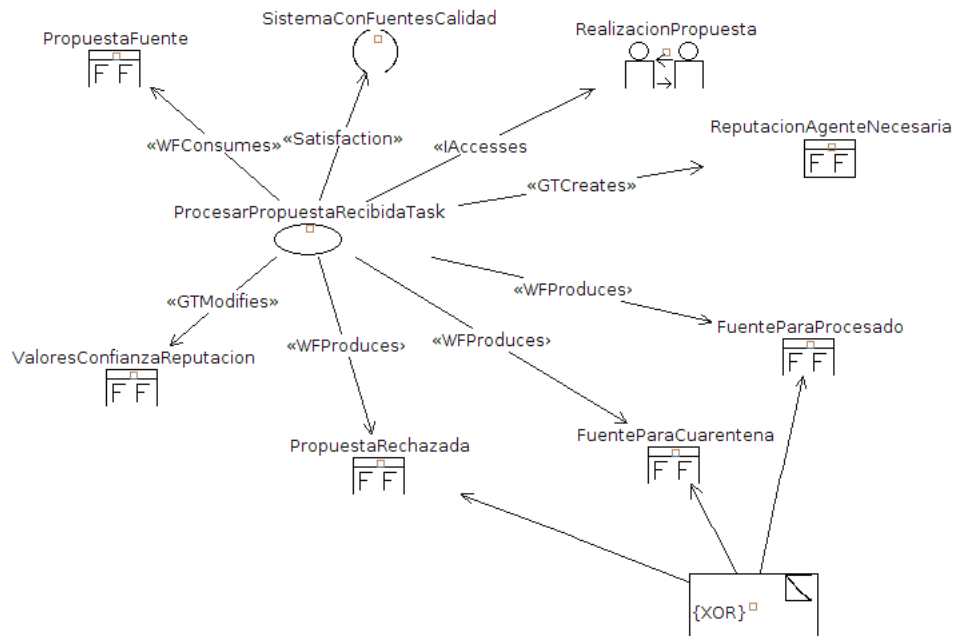 SistemaConFuentesCalidad
PropuestaFuente
RealizacionPropuesta
F F
ReputacionAgenteNecesaria
«WFConsumes»
«Satisfaction»
«IAccesses
F F
«GTCreates»
ProcesarPropuestaRecibidaTask
«GTModifies»
«WFProduces›
FuenteParaProcesado
«WFProduces›
«WFProduces›
ValoresConfianzaReputacion
F F
F F
PropuestaRechazada
FuenteParaCuarentena
F F
F F
{XOR}